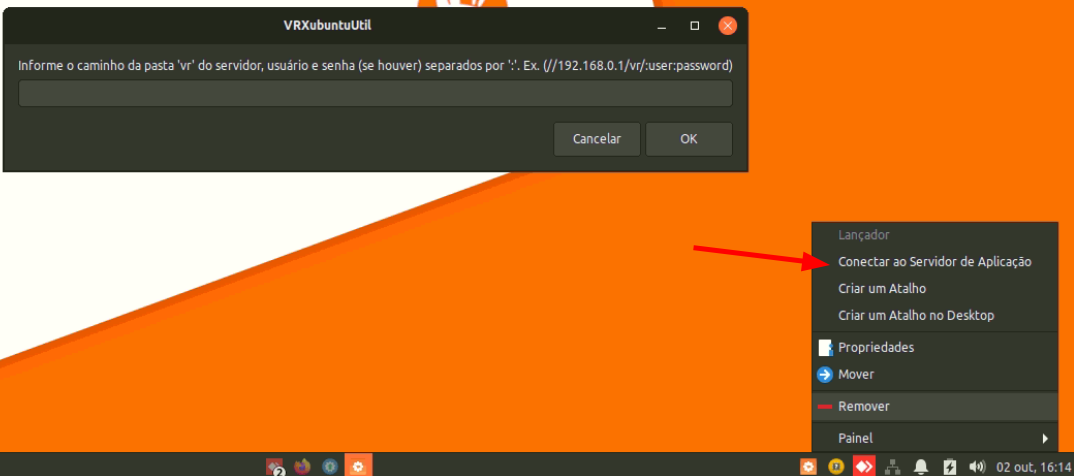 VRXubuntuUtil
Informe o caminho da pasta 'vr' do servidor, usuário e senha (se houver) separados por ':'. Ex. (//192.168.0.1/vr/:user:password)
Cancelar
OK
Lançador
Conectar ao Servidor de Aplicação
Criar um Atalho
Criar um Atalho no Desktop
Propriedades
Mover
Remover
Painel
02 out, 16:14